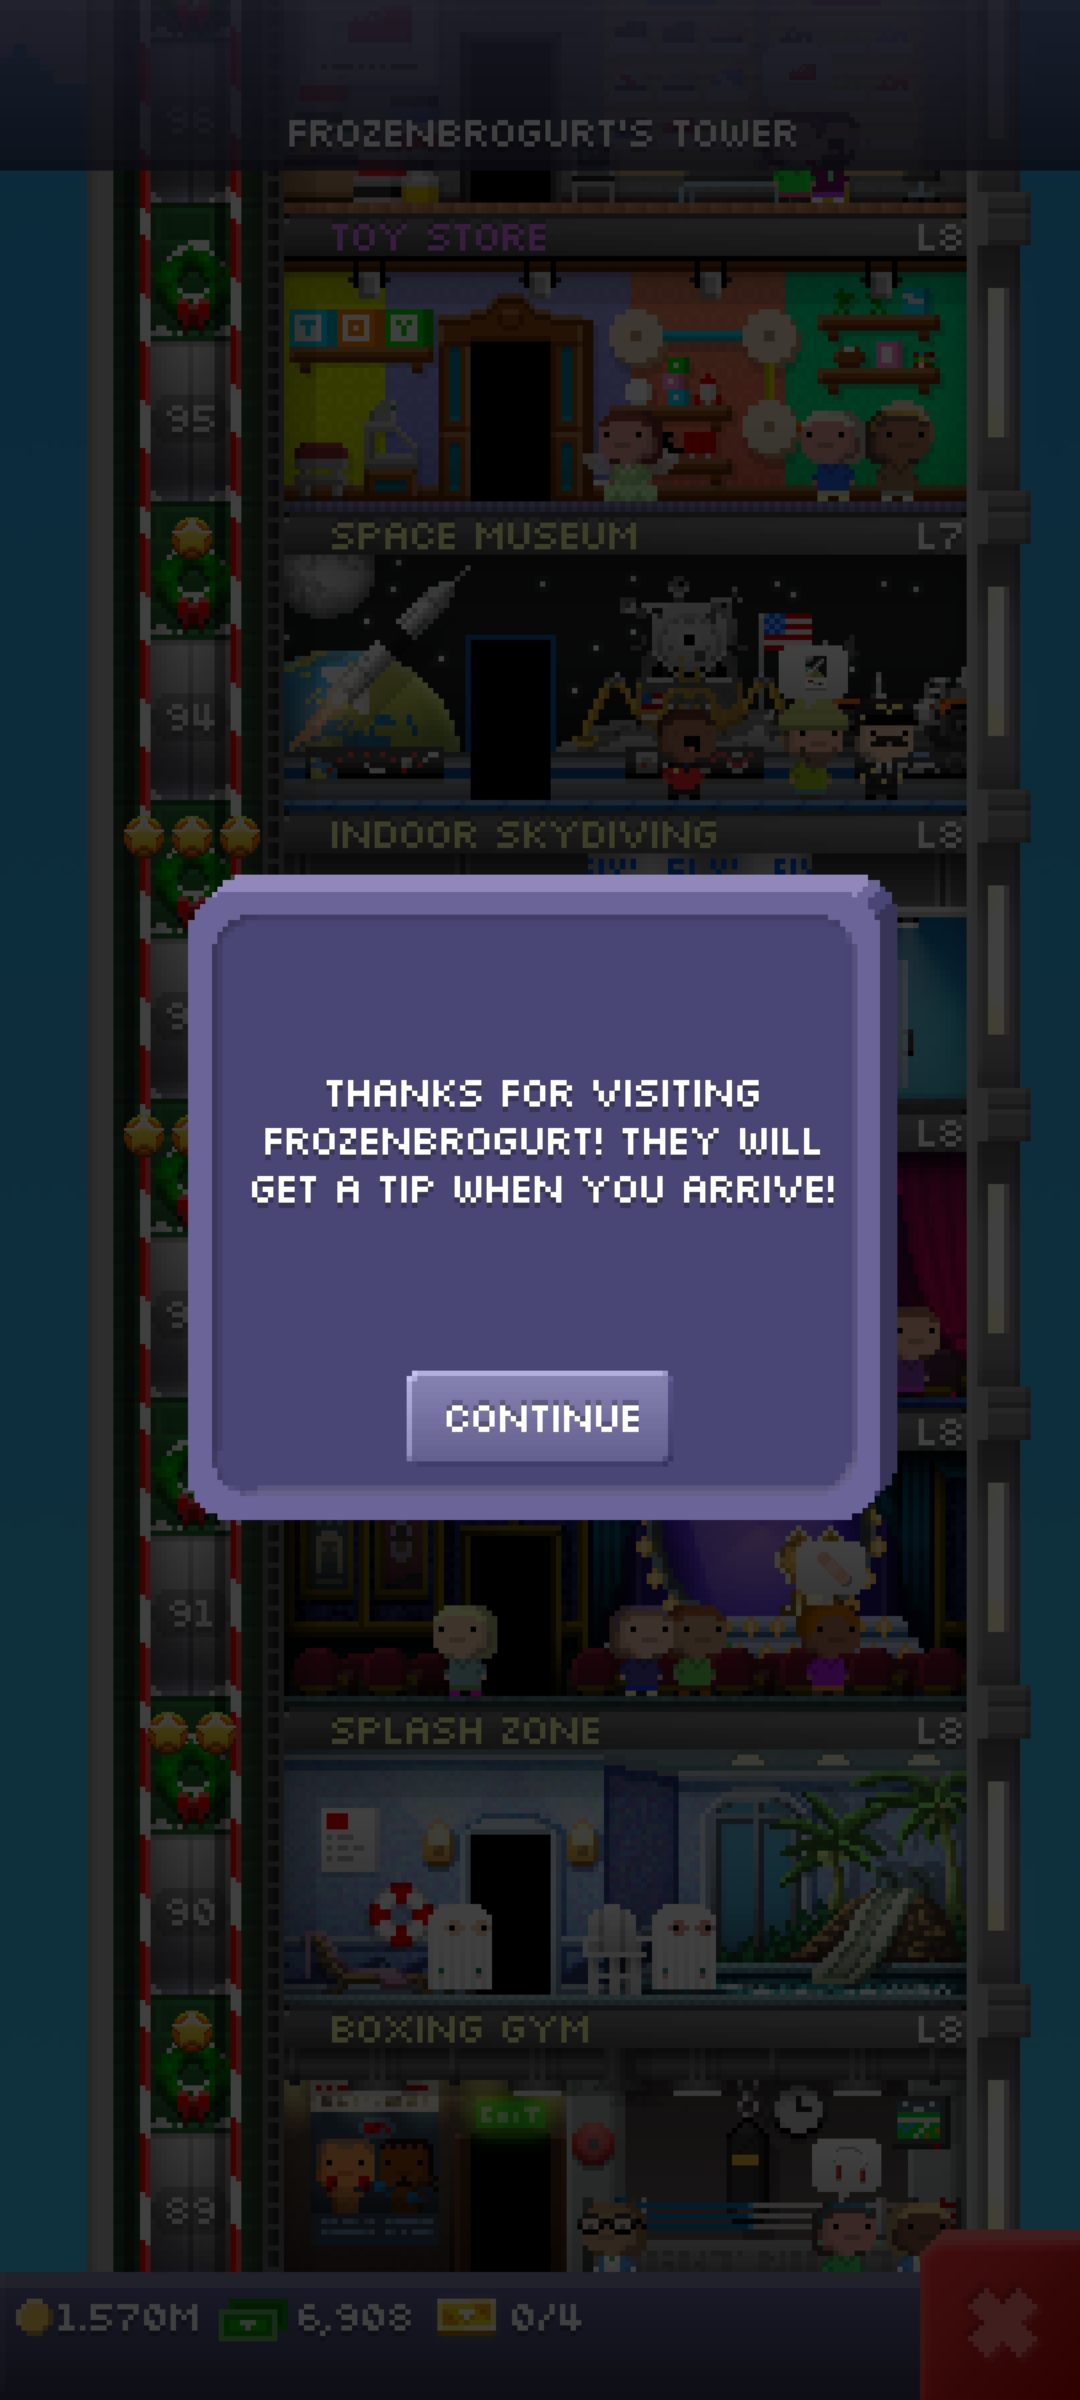 96
FROZENBROGURT'S TOWER
TOY STORE L8
T O Y
95
SPACE MUSEUM L7
94
INDOOR SKYDIVING L8
L8
THANKS FOR VISITING
FROZENBROGURT! THEY WILL
GET A TIP WHEN YOU ARRIVE!
CONTINUE
L8
91
SPLASH ZONE L8
90
BOXING GYM L8
EXIT
89
1.570M 6,908 0/4